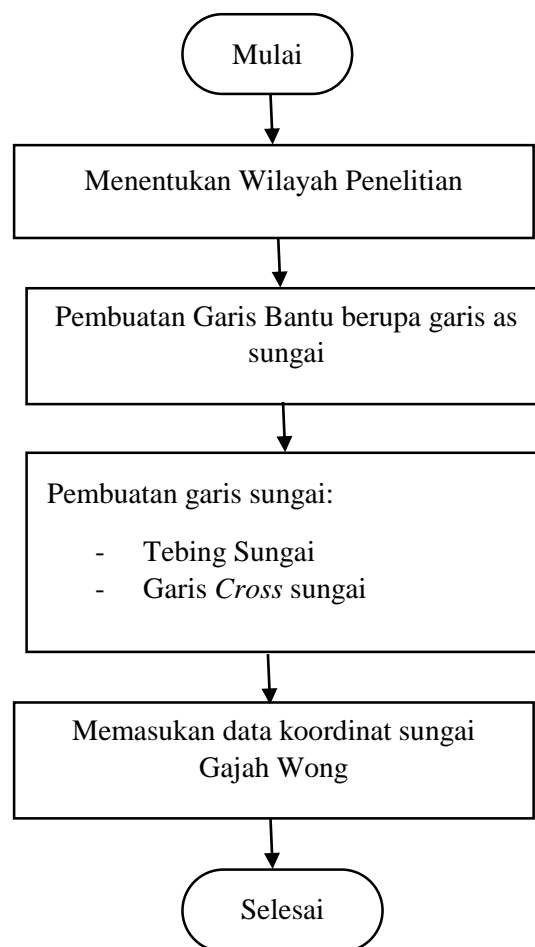 Mulai
Menentukan Wilayah Penelitian
Pembuatan Garis Bantu berupa garis as
sungai
Pembuatan garis sungai:
- Tebing Sungai
- Garis Cross sungai
Memasukan data koordinat sungai
Gajah Wong
Selesai